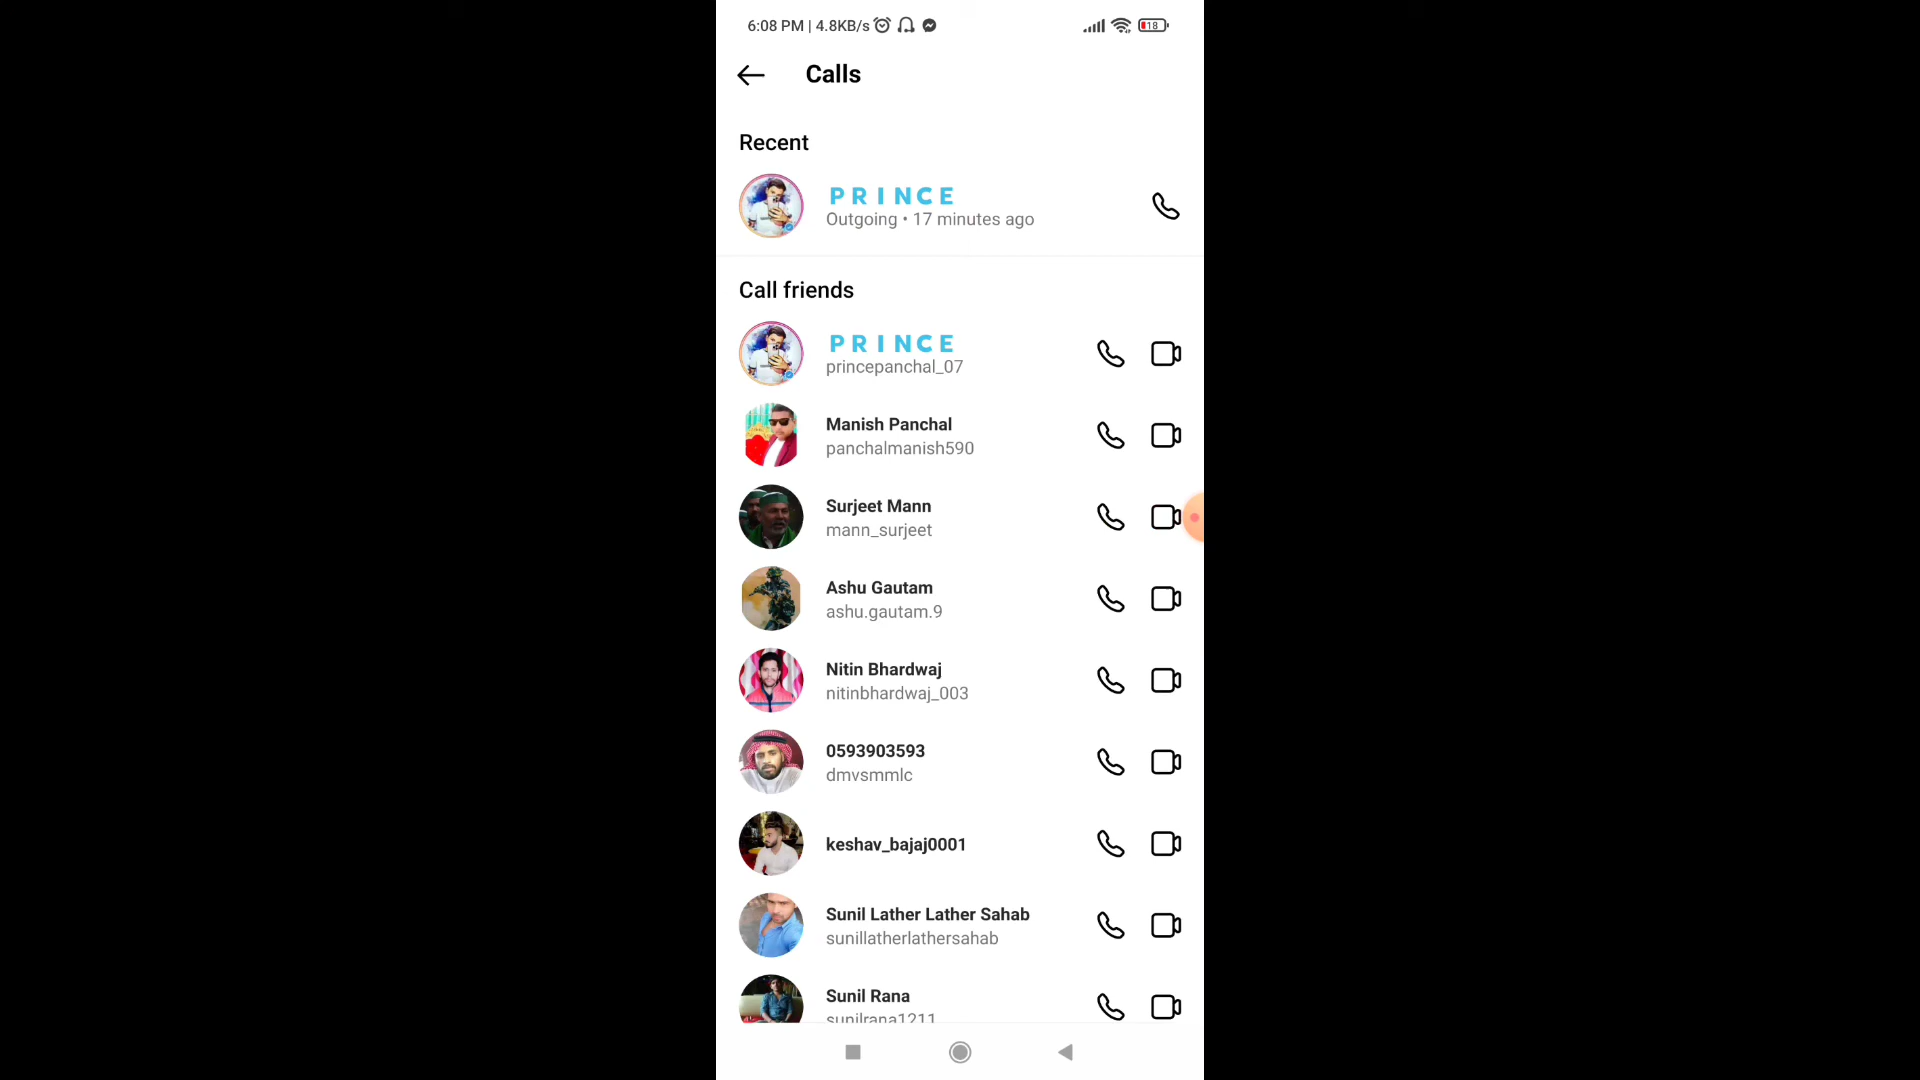 6:08 PM | 4.8KB/s
18
Calls
Recent
PRINCE
Outgoing • 17 minutes ago
Call friends
PRINCE
princepanchal_07
Manish Panchal
panchalmanish590
Surjeet Mann
mann_surjeet
Ashu Gautam
ashu.gautam.9
Nitin Bhardwaj
nitinbhardwaj_003
0593903593
dmvsmmlc
keshav_bajaj0001
Sunil Lather Lather Sahab
sunillatherlathersahab
Sunil Rana
sunilrana1211